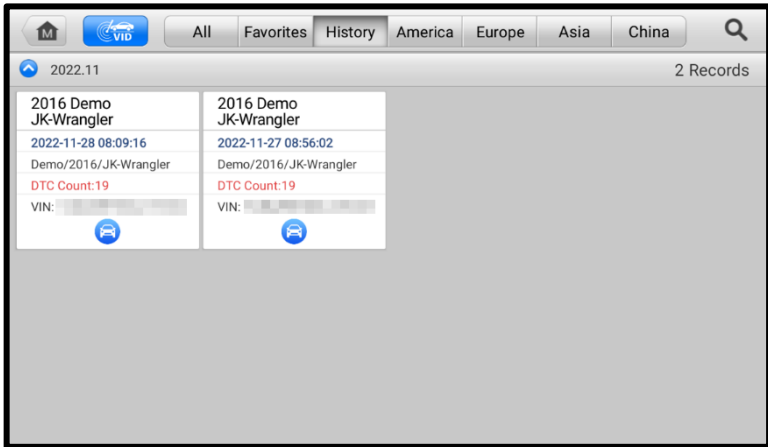 M VID All Favorites History America Europe Asia China
2022.11 2 Records
2016 Demo
JK-Wrangler
2022-11-28 08:09:16
Demo/2016/JK-Wrangler
DTC Count:19
VIN:
2016 Demo
JK-Wrangler
2022-11-27 08:56:02
Demo/2016/JK-Wrangler
DTC Count:19
VIN: